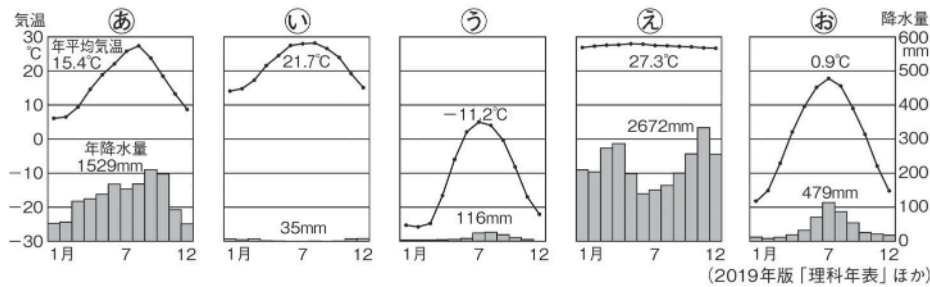 気温 あ い う え お 降水量
30 ℃ 20 10 0 −10 −20 −30
年平均気温
15.4℃
年降水量
1529mm
1月 7 12
21.7℃
35mm
1月 7 12
−11.2℃
116mm
1月 7 12
27.3℃
2672mm
1月 7 12
0.9℃
479mm
1月 7 12
600 mm 500 400 300 200 100 0
(2019年版「理科年表」ほか)